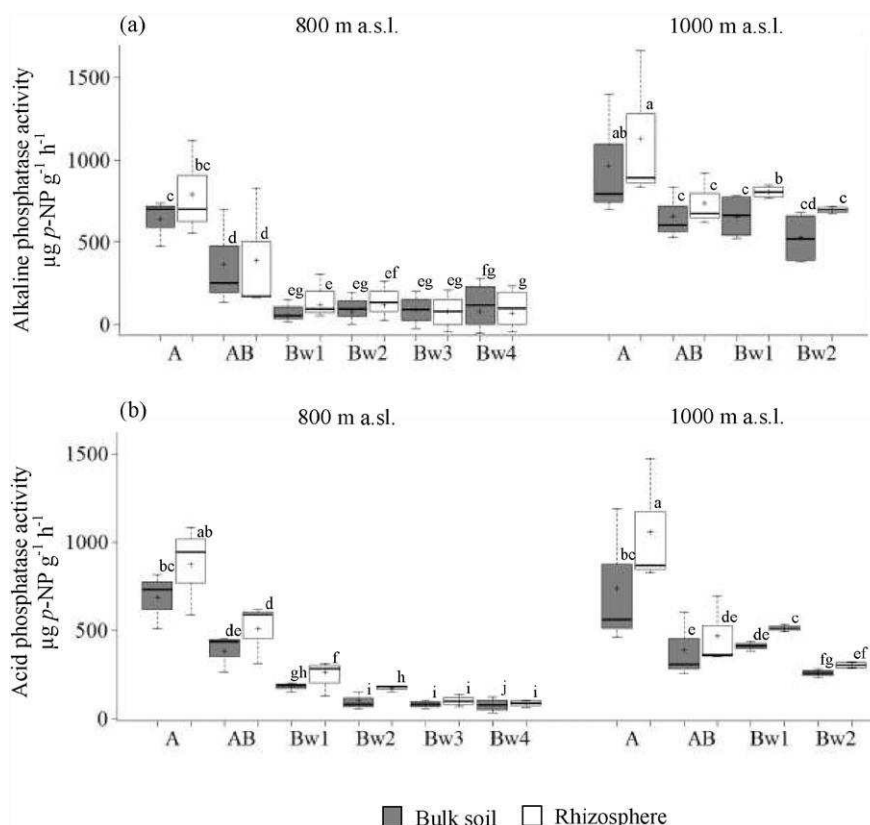 (a)
800 m a.s.l.
1000 m a.s.l.
Alkaline phosphatase activity
µg p-NP g⁻¹ h⁻¹
1500
1000
500
0
c bc d d eg e eg ef eg eg fg g
ab a c c c b cd c
A AB Bw1 Bw2 Bw3 Bw4
A AB Bw1 Bw2
(b)
800 m a.sl.
1000 m a.s.l.
Acid phosphatase activity
µg p-NP g⁻¹ h⁻¹
1500
1000
500
0
bc ab de d gh f i h i i j i
bc a e de de c fg ef
A AB Bw1 Bw2 Bw3 Bw4
A AB Bw1 Bw2
Bulk soil Rhizosphere